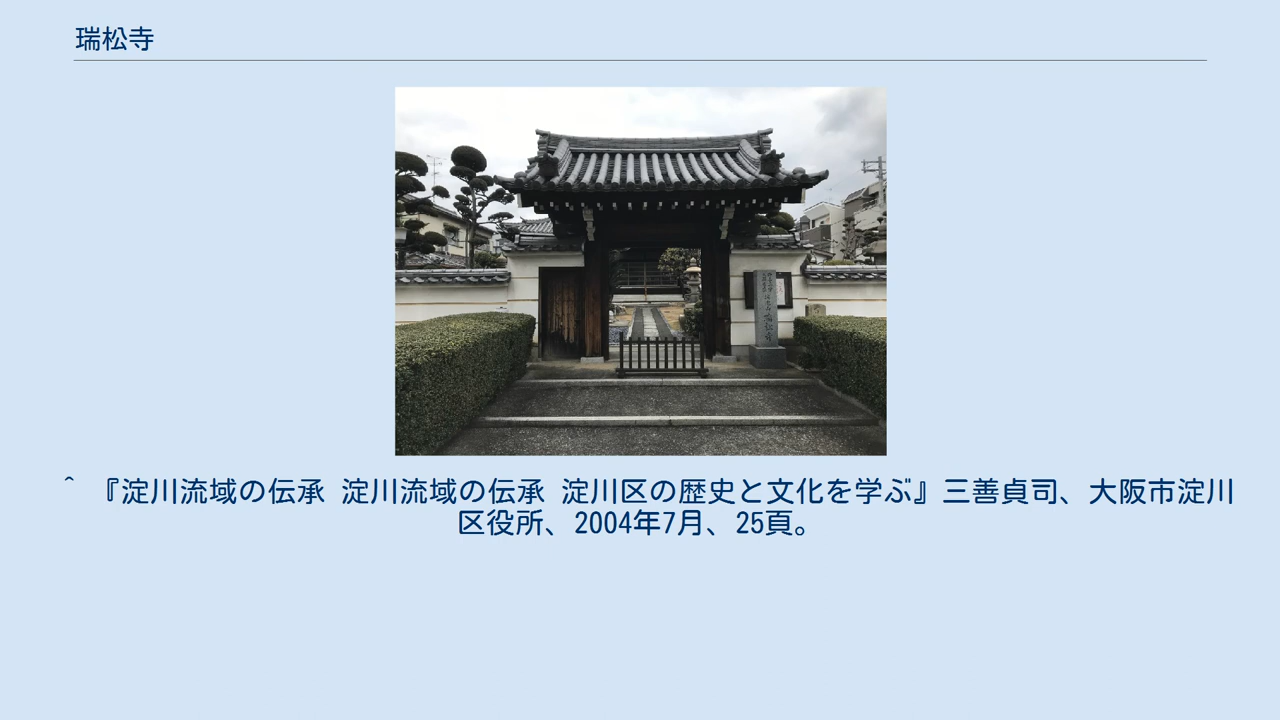 瑞松寺
^ 『淀川流域の伝承 淀川流域の伝承 淀川区の歴史と文化を学ぶ』三善貞司、大阪市淀川
区役所、2004年7月、25頁。